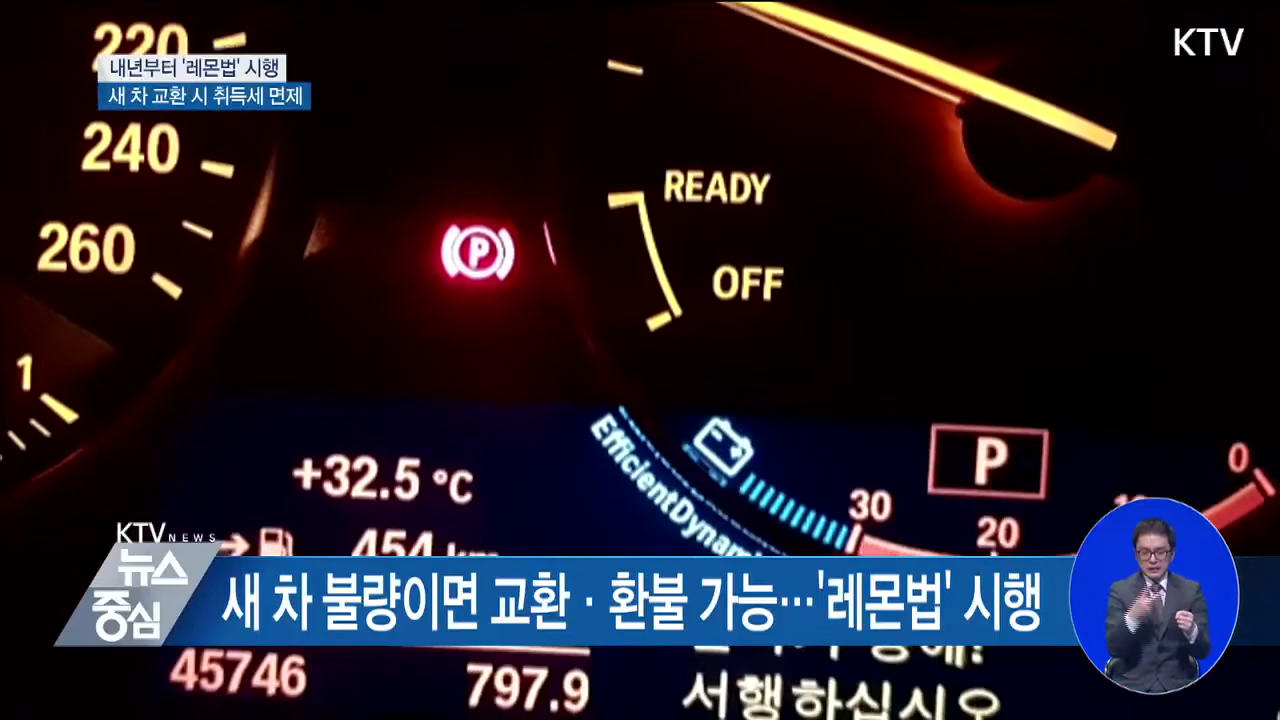 KTV
220
내년부터 '레몬법' 시행
새 차 교환 시 취득세 면제
240
260
1
READY
OFF
P
+32.5 °C
454 km
EfficientDynami
30
20
0
P
KTV NEWS
뉴스
중심
새 차 불량이면 교환·환불 가능…'레몬법' 시행
45746
797.9
서행하십시오